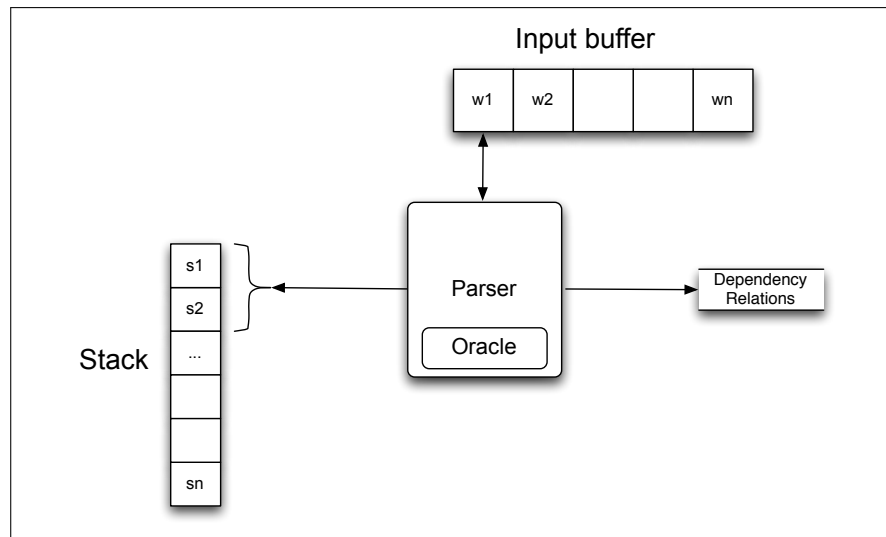 Input buffer
w1 w2 wn
s1
s2
...
sn
Stack
Parser
Oracle
Dependency
Relations